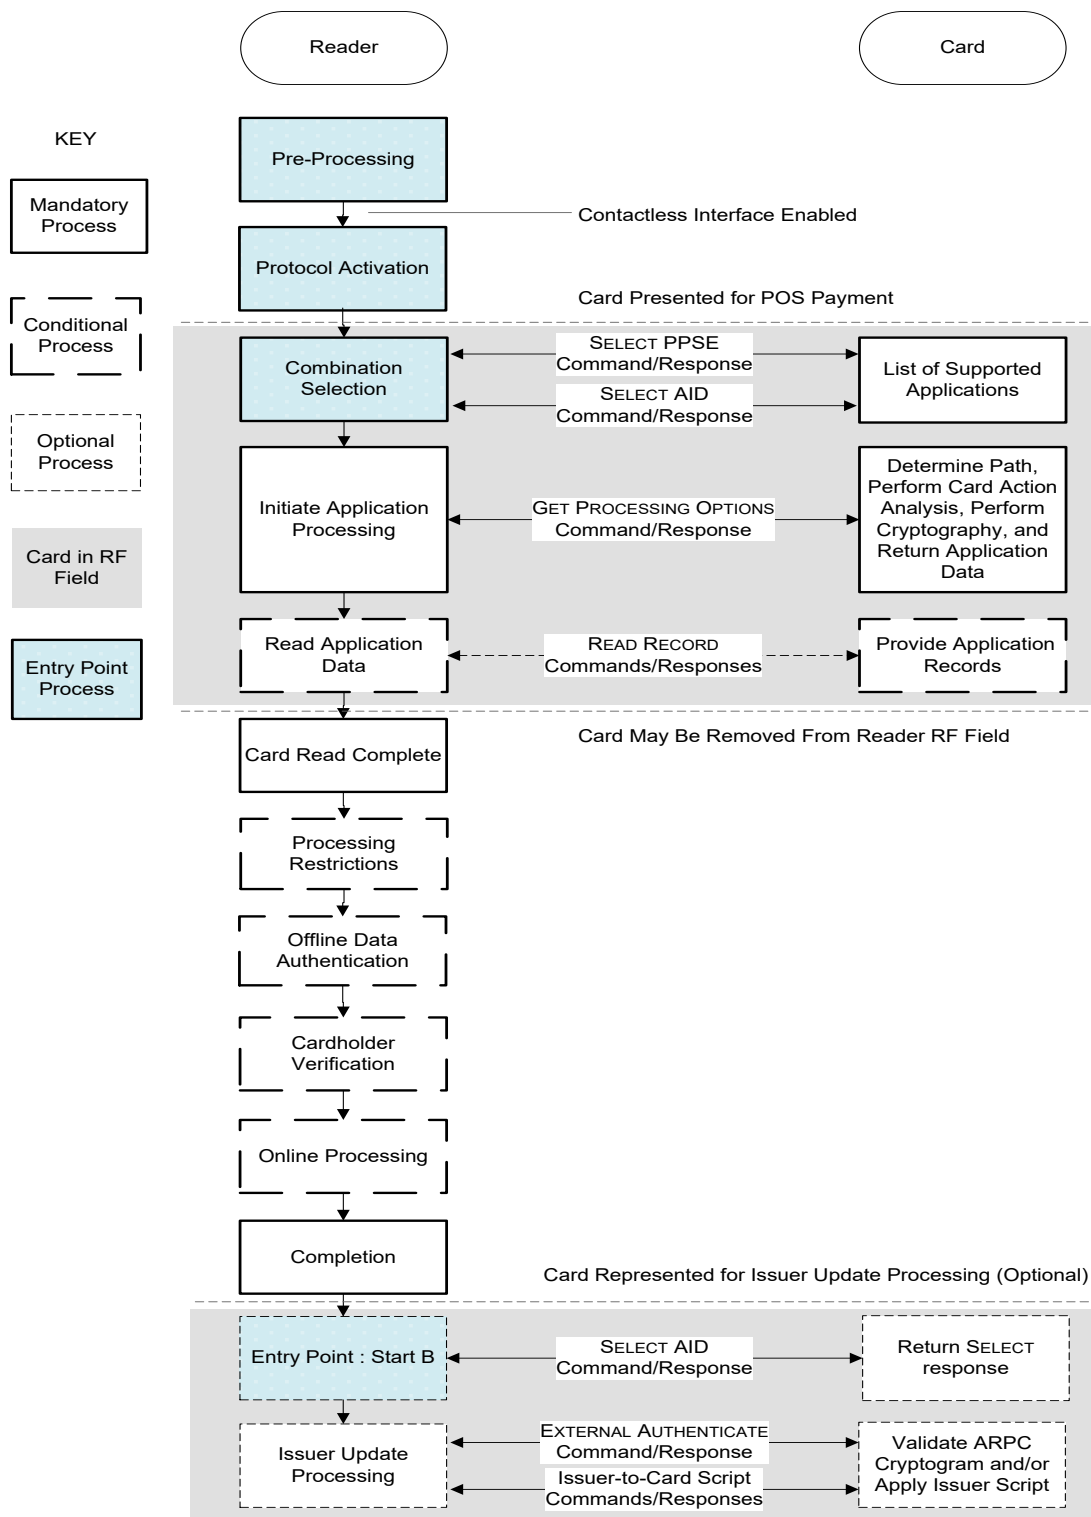 Reader
Card
KEY
Mandatory
Process
Conditional
Process
Optional
Process
Card in RF
Field
Entry Point
Process
Pre-Processing
Contactless Interface Enabled
Protocol Activation
Card Presented for POS Payment
Combination
Selection
SELECT PPSE
Command/Response
SELECT AID
Command/Response
List of Supported
Applications
Initiate Application
Processing
GET PROCESSING OPTIONS
Command/Response
Determine Path,
Perform Card Action
Analysis, Perform
Cryptography, and
Return Application
Data
Read Application
Data
READ RECORD
Commands/Responses
Provide Application
Records
Card Read Complete
Card May Be Removed From Reader RF Field
Processing
Restrictions
Offline Data
Authentication
Cardholder
Verification
Online Processing
Completion
Card Represented for Issuer Update Processing (Optional)
Entry Point : Start B
SELECT AID
Command/Response
Return SELECT
response
Issuer Update
Processing
EXTERNAL AUTHENTICATE
Command/Response
Issuer-to-Card Script
Commands/Responses
Validate ARPC
Cryptogram and/or
Apply Issuer Script